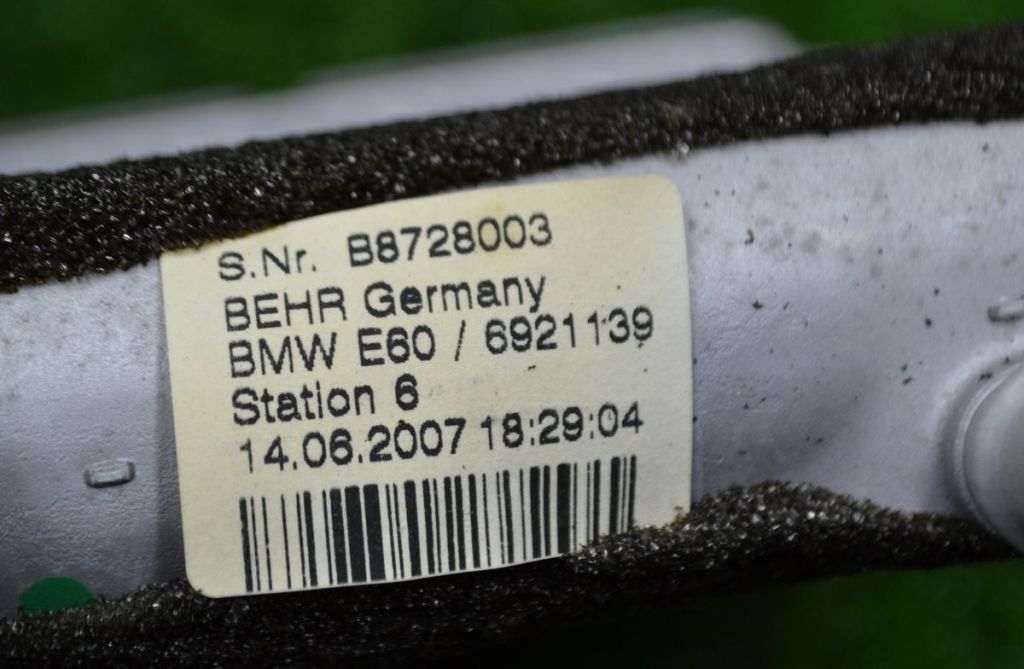 S.Nr. B8728003
BEHR Germany
BMW E60 / 6921139
Station 6
14.06.2007 18:29:04